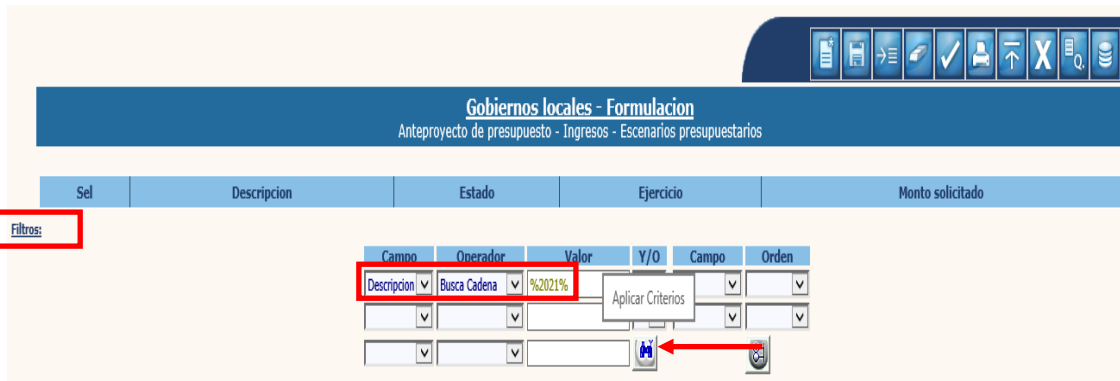 Q.
Gobiernos locales - Formulacion
Anteproyecto de presupuesto - Ingresos - Escenarios presupuestarios
Sel Descripcion Estado Ejercicio Monto solicitado
Filtros:
Campo Operador Valor Y/O Campo Orden
Descripcion Busca Cadena %2021%
Aplicar Criterios